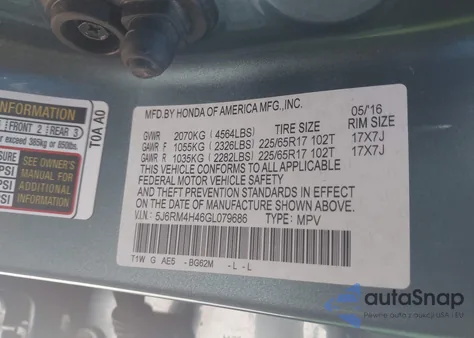 INFORMATION
FRONT 2 REAR 3
exceed 385kg or 850lbs.
TOA A0
SEE OWNER'S
MANUAL FOR
ADDITIONAL
INFORMATION
MFD.BY HONDA OF AMERICA MFG.,INC.
05/'16
GVWR 2070KG ( 4564LBS) TIRE SIZE RIM SIZE
GAWR F 1055KG ( 2326LBS) 225/65R17 102T 17X7J
GAWR R 1035KG ( 2282LBS) 225/65R17 102T 17X7J
THIS VEHICLE CONFORMS TO ALL APPLICABLE
FEDERAL MOTOR VEHICLE SAFETY
AND THEFT PREVENTION STANDARDS IN EFFECT
ON THE DATE OF MANUFACTURE SHOWN ABOVE.
V.I.N.: 5J6RM4H46GL079686 TYPE: MPV
T1W G AE5 - BG62M - L - L
autoSnap